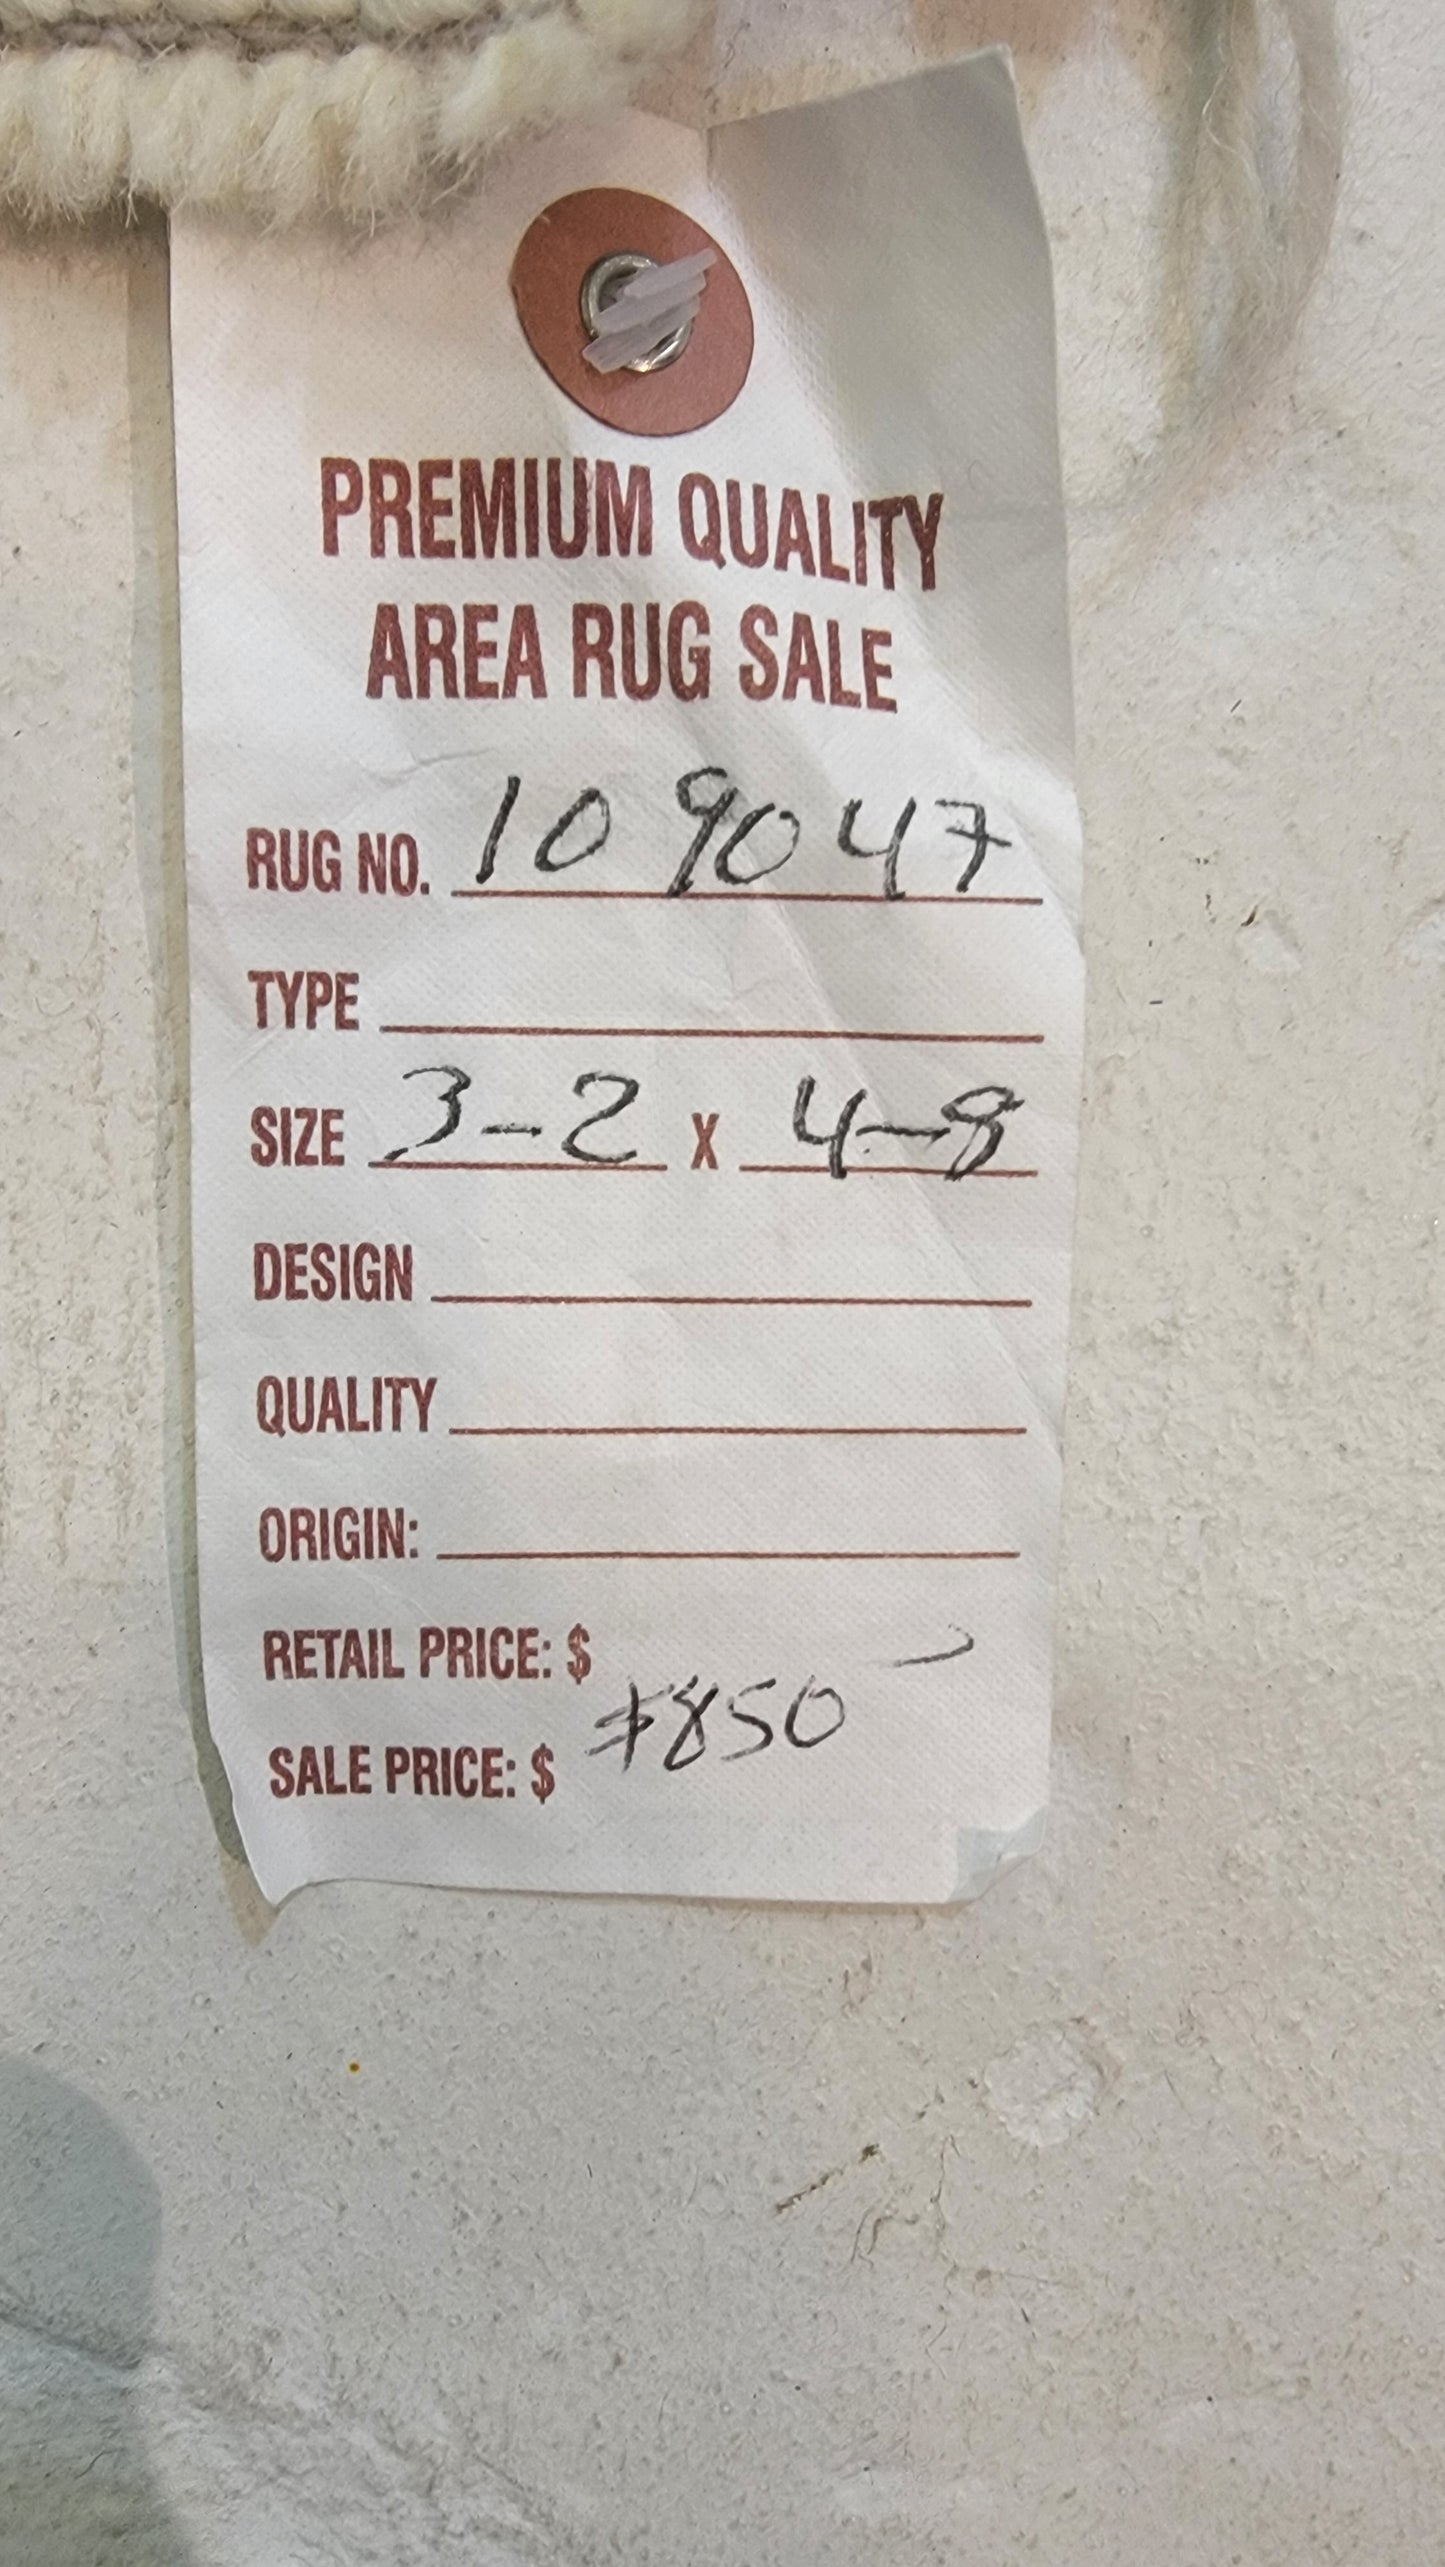 PREMIUM QUALITY
AREA RUG SALE
RUG NO. 109047
TYPE
SIZE 3-2 X 4-8
DESIGN
QUALITY
ORIGIN:
RETAIL PRICE: $
$850
SALE PRICE: $